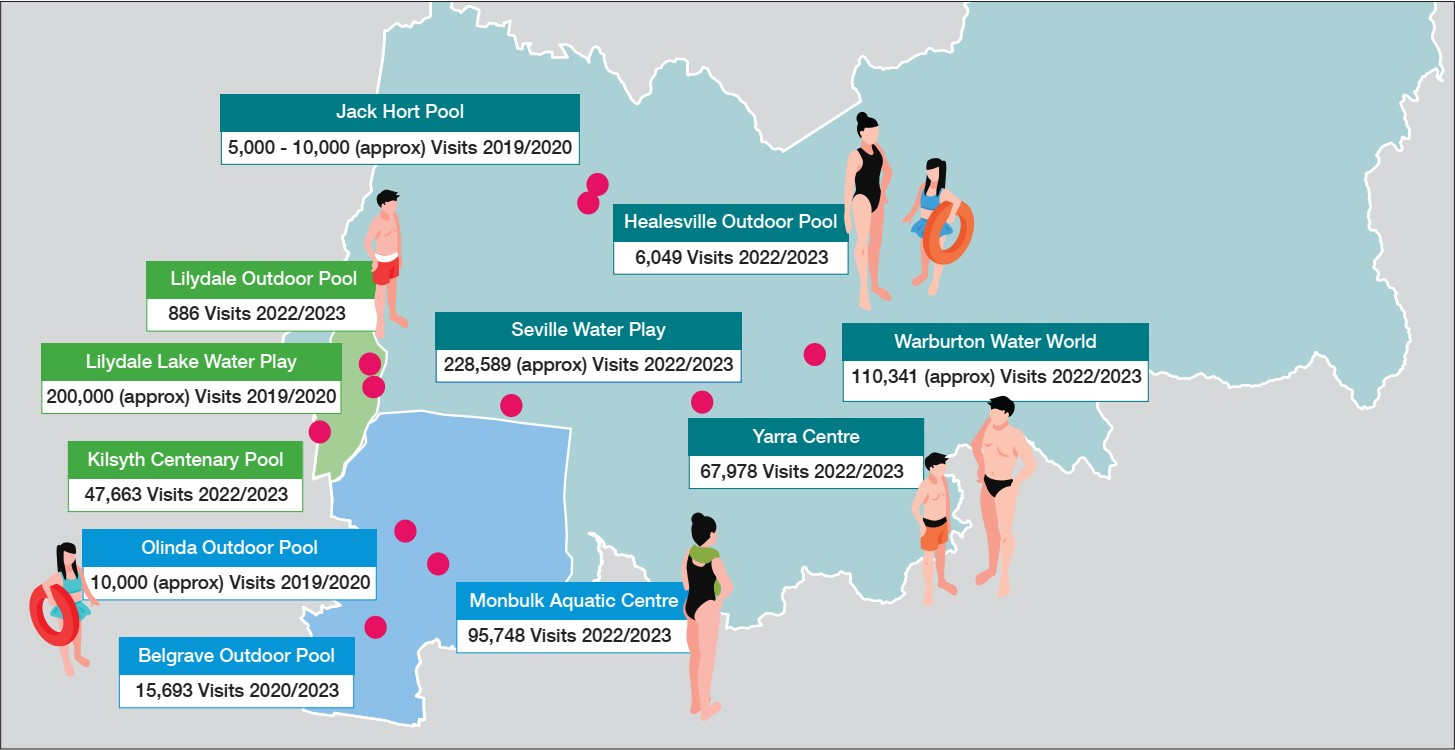 Jack Hort Pool
5,000 - 10,000 (approx) Visits 2019/2020
Healesville Outdoor Pool
6,049 Visits 2022/2023
Lilydale Outdoor Pool
886 Visits 2022/2023
Seville Water Play
228,589 (approx) Visits 2022/2023
Warburton Water World
110,341 (approx) Visits 2022/2023
Lilydale Lake Water Play
200,000 (approx) Visits 2019/2020
Yarra Centre
67,978 Visits 2022/2023
Kilsyth Centenary Pool
47,663 Visits 2022/2023
Olinda Outdoor Pool
10,000 (approx) Visits 2019/2020
Monbulk Aquatic Centre
95,748 Visits 2022/2023
Belgrave Outdoor Pool
15,693 Visits 2020/2023